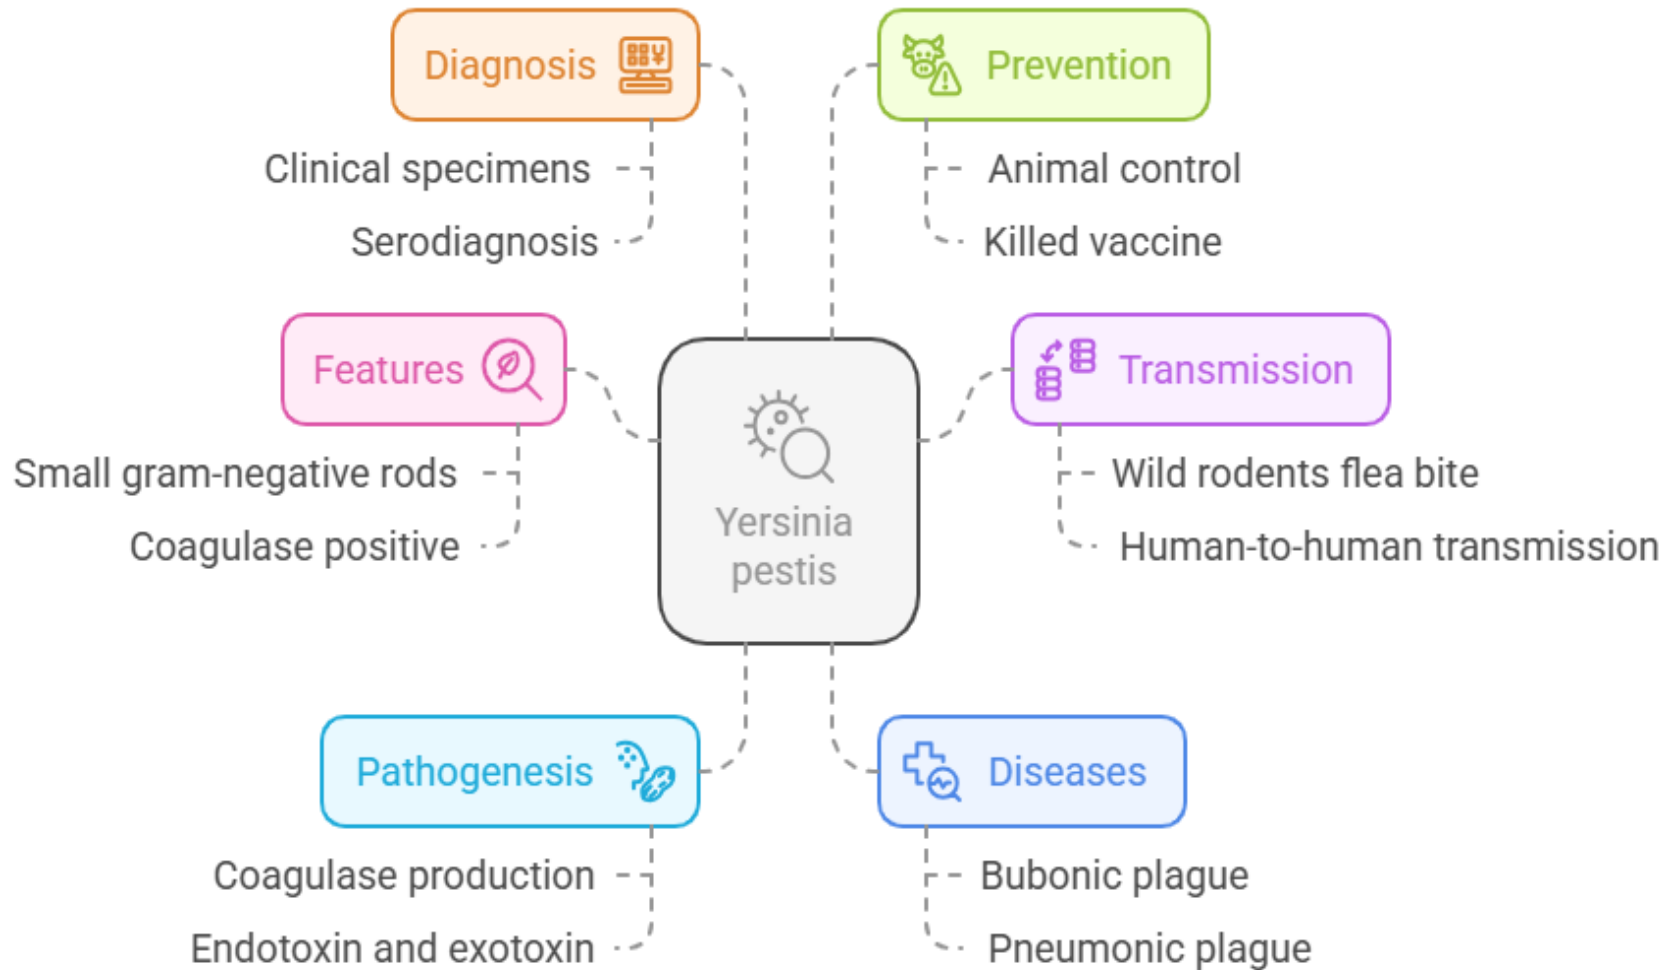 Diagnosis
Clinical specimens
Serodiagnosis
Prevention
Animal control
Killed vaccine
Features
Small gram-negative rods
Coagulase positive
Yersinia
pestis
Transmission
Wild rodents flea bite
Human-to-human transmission
Pathogenesis
Coagulase production
Endotoxin and exotoxin
Diseases
Bubonic plague
Pneumonic plague